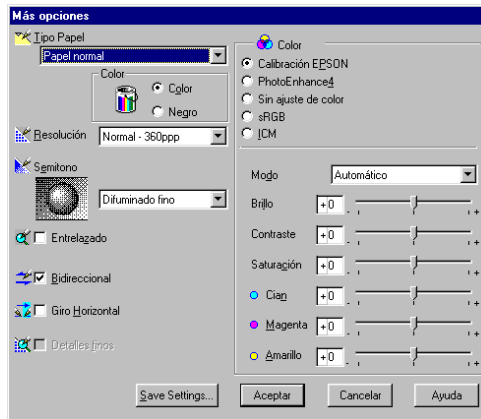 Más opciones
Tipo Papel
Papel normal
Color
Color
Negro
Resolución
Normal - 360ppp
Semitono
Difuminado fino
Entrelazado
Bidireccional
Giro Horizontal
Detalles finos
Color
Calibración EPSON
PhotoEnhance4
Sin ajuste de color
sRGB
ICM
Modo
Automático
Brillo
+0
- +
Contraste
+0
- +
Saturación
+0
- +
Cian
+0
- +
Magenta
+0
- +
Amarillo
+0
- +
Save Settings...
Aceptar
Cancelar
Ayuda